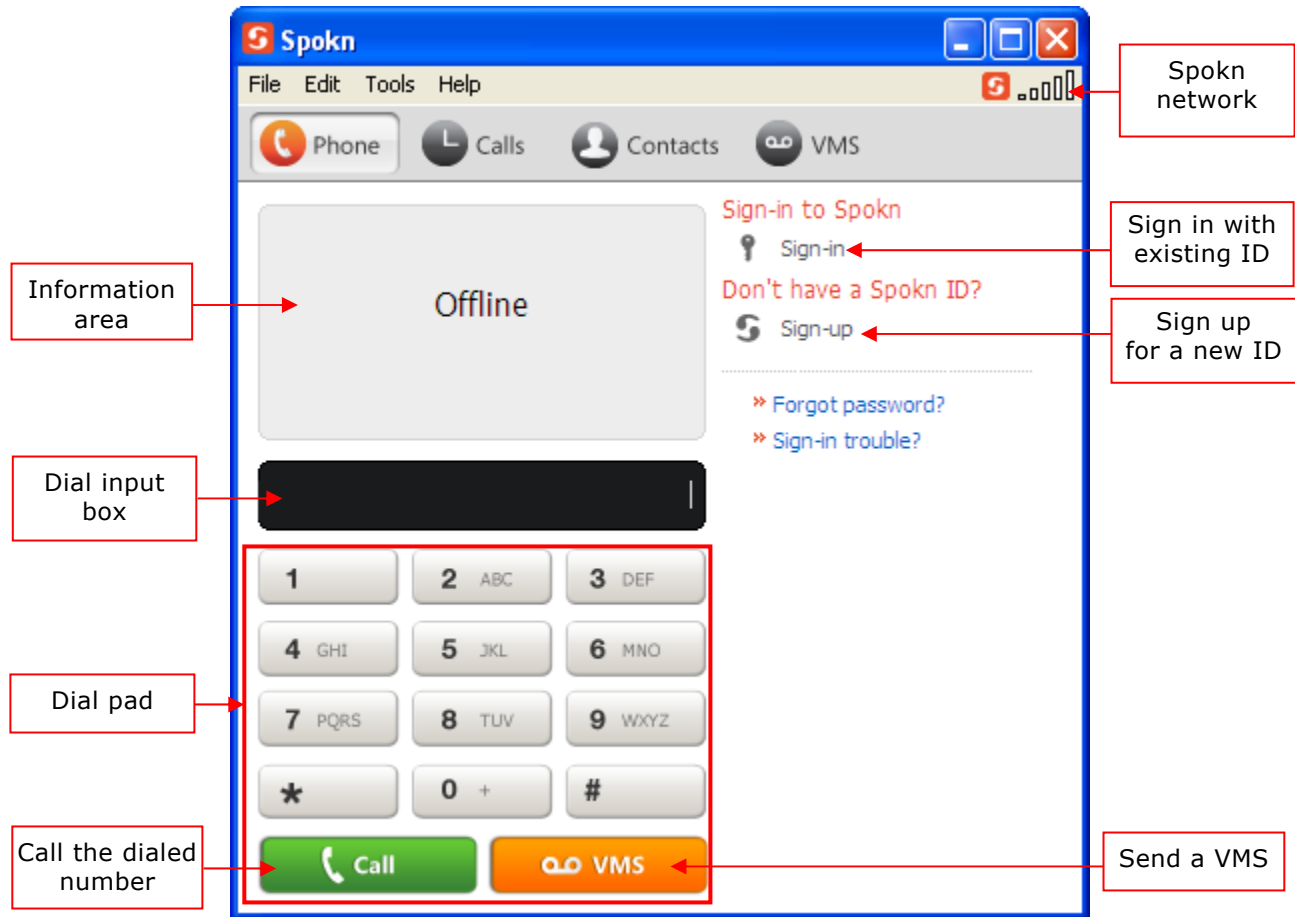 Spokn
File Edit Tools Help
Spokn
network
Phone Calls Contacts VMS
Sign-in to Spokn
Sign-in
Sign in with
existing ID
Don't have a Spokn ID?
Sign-up
Sign up
for a new ID
Forgot password?
Sign-in trouble?
Information
area
Offline
Dial input
box
Dial pad
1 2 ABC 3 DEF
4 GHI 5 JKL 6 MNO
7 PQRS 8 TUV 9 WXYZ
* 0 + #
Call the dialed
number
Call VMS
Send a VMS